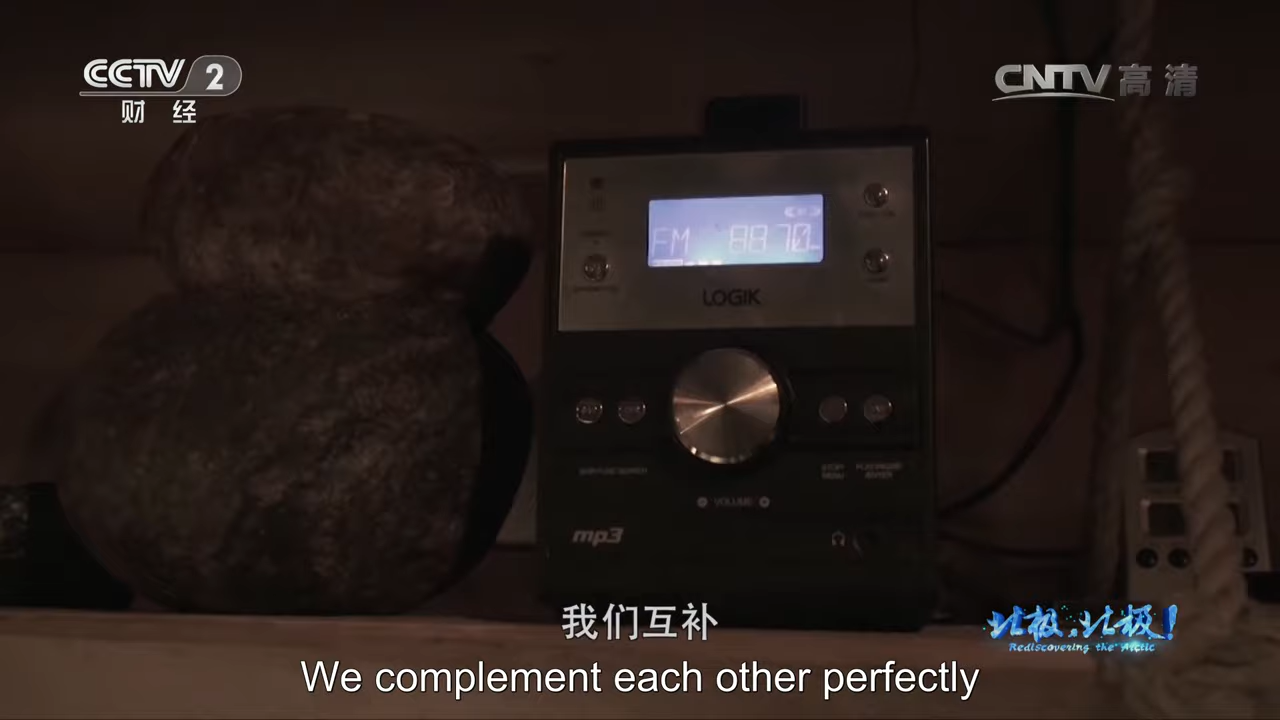 CCTV 2
财 经
CNTV 高清
FM 88.70
LOGIK
VOLUME
mp3
我们互补
We complement each other perfectly
北极，北极！
Rediscovering the Arctic